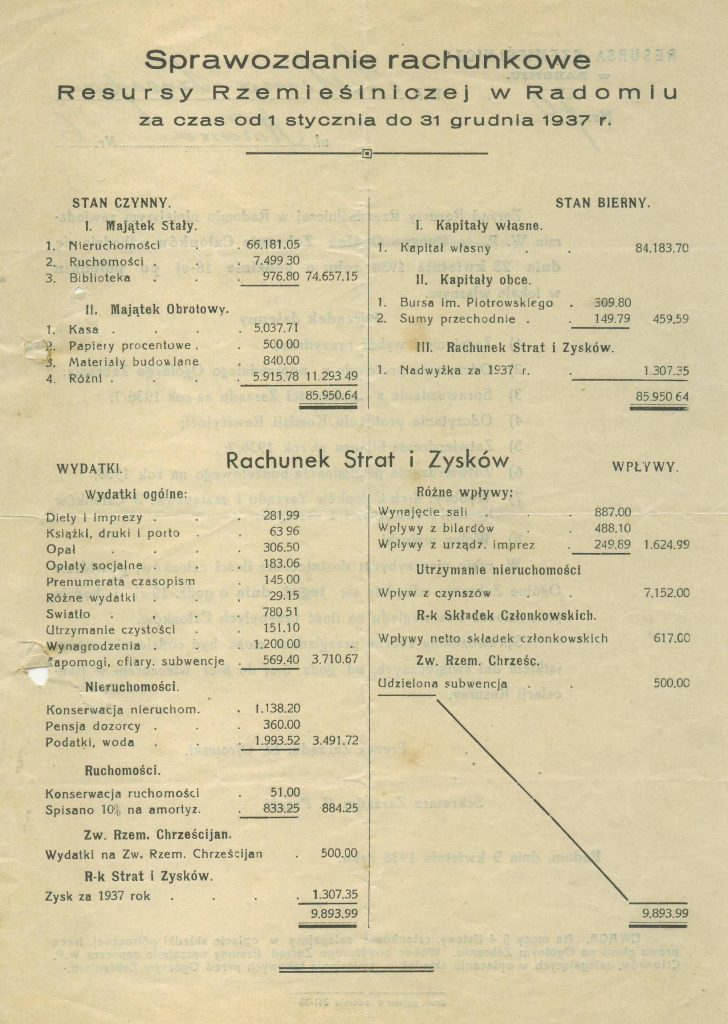 Sprawozdanie rachunkowe
Resursy Rzemieślniczej w Radomiu
za czas od 1 stycznia do 31 grudnia 1937 r.
STAN CZYNNY.
I. Majątek Stały.
1. Nieruchomości . . 66,181.05
2. Ruchomości . . . 7,499 30
3. Biblioteka . . . 976.80 74,657.15
II. Majątek Obrotowy.
1. Kasa . . . . 5,037.71
2. Papiery procentowe . . 500 00
3. Materiały budowlane . 840.00
4. Różni . . . . 5,915.78 11,293 49
85,950.64
STAN BIERNY.
I. Kapitały własne.
1. Kapitał własny . . . 84,183.70
II. Kapitały obce.
1. Bursa im. Piotrowskiego . 309.80
2. Sumy przechodnie . . 149.79 459,59
III. Rachunek Strat i Zysków.
1. Nadwyżka za 1937 r . . 1,307.35
85,950 64
Rachunek Strat i Zysków
WYDATKI.
Wydatki ogólne:
Diety i imprezy . . . 281,99
Książki, druki i porto . . 63 96
Opał . . . . 306.50
Opłaty socjalne . . . 183.06
Prenumerata czasopism . 145.00
Różne wydatki . . . 29.15
Swiatło . . . . 780 51
Utrzymanie czystości . . 151.10
Wynagrodzenia . . . 1,200 00
Zapomogi, ofiary, subwencje . 569.40 3,710.67
Nieruchomości.
Konserwacja nieruchom. . 1,138.20
Pensja dozorcy . . . 360.00
Podatki, woda . . . 1,993,52 3,491,72
Ruchomości.
Konserwacja ruchomości . 51.00
Spisano 10% na amortyz. . 833.25 884.25
Zw. Rzem. Chrześcijan.
Wydatki na Zw. Rzem. Chrześcijan . 500.00
R-k Strat i Zysków.
Zysk za 1937 rok . . . . 1,307.35
9,893.99
WPŁYWY.
Różne wpływy:
Wynajęcie sali . . . 887.00
Wpływy z bilardów . . 488,10
Wpływy z urządz. imprez . 249,89 1,624,99
Utrzymanie nieruchomości
Wpływ z czynszów . . . 7,152.00
R-k Składek Członkowskich.
Wpływy netto składek członkowskich 617.00
Zw. Rzem. Chrześc.
Udzielona subwencja . . 500,00
9,893.99